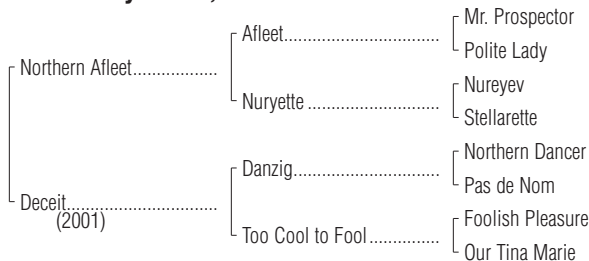 Afleet..............................
Mr. Prospector
Polite Lady
Northern Afleet.................
Nuryette .........................
Nureyev
Stellarette
Danzig............................
Northern Dancer
Pas de Nom
Deceit..............................
(2001)
Too Cool to Fool..............
Foolish Pleasure
Our Tina Marie